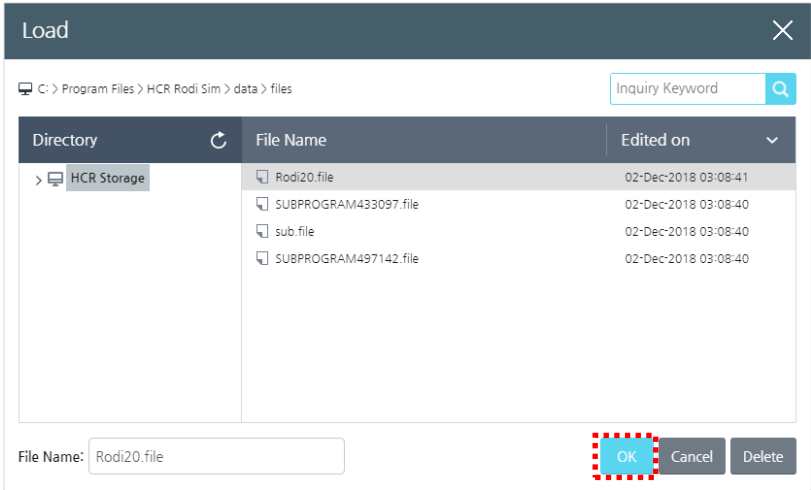 Load
C: > Program Files > HCR Rodi Sim > data > files
Inquiry Keyword
Directory File Name Edited on
HCR Storage
Rodi20.file 02-Dec-2018 03:08:41
SUBPROGRAM433097.file 02-Dec-2018 03:08:40
sub.file 02-Dec-2018 03:08:40
SUBPROGRAM497142.file 02-Dec-2018 03:08:40
File Name: Rodi20.file OK Cancel Delete